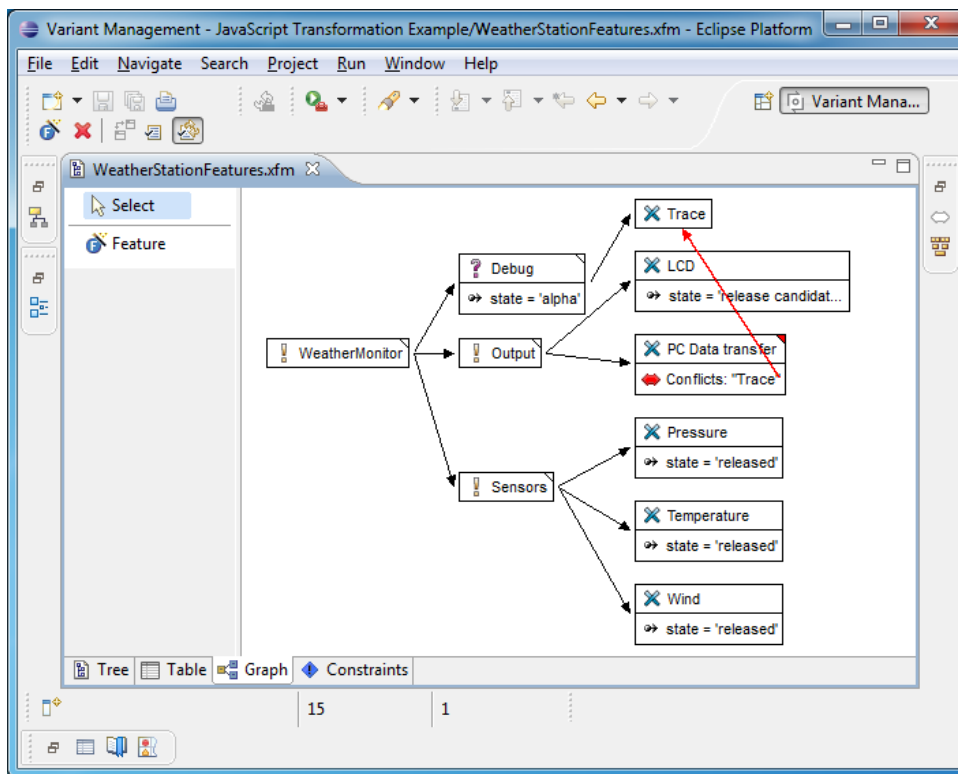 Variant Management - JavaScript Transformation Example/WeatherStationFeatures.xfm - Eclipse Platform
File Edit Navigate Search Project Run Window Help
Variant Mana...
WeatherStationFeatures.xfm
Select
Feature
Trace
Debug
state = 'alpha'
LCD
state = 'release candidat...
WeatherMonitor
Output
PC Data transfer
Conflicts: "Trace"
Pressure
state = 'released'
Sensors
Temperature
state = 'released'
Wind
state = 'released'
Tree Table Graph Constraints
15 1